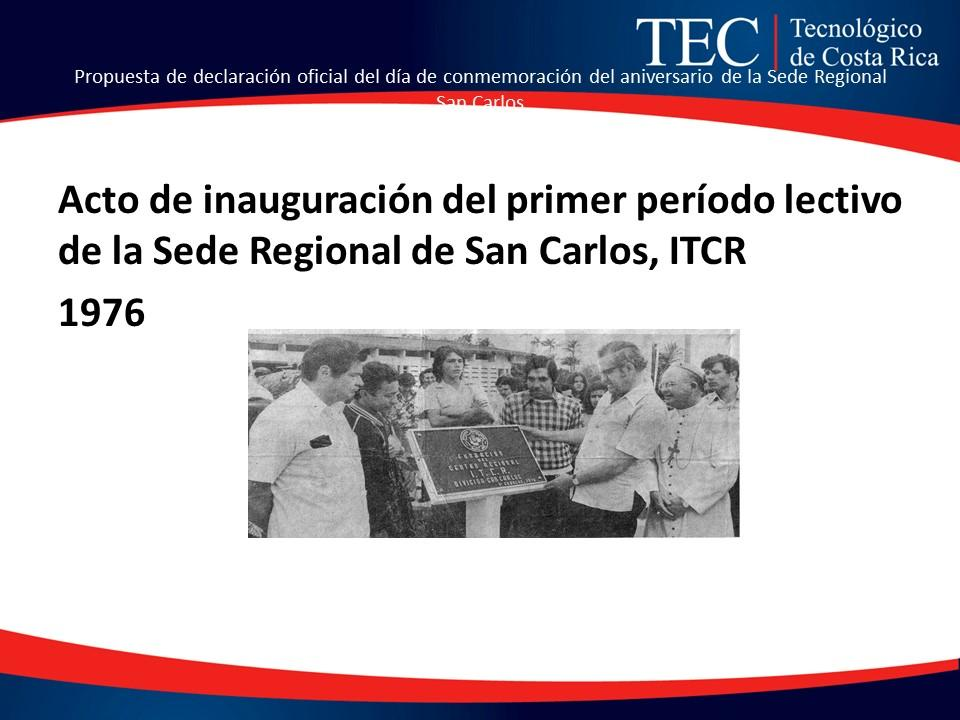 TEC
Tecnológico
de Costa Rica
Propuesta de declaración oficial del día de conmemoración del aniversario de la Sede Regional
San Carlos
Acto de inauguración del primer período lectivo
de la Sede Regional de San Carlos, ITCR
1976
FUNDACION
DEL
CENTRO REGIONAL
I.T.C.R.
DIVISION SAN CARLOS